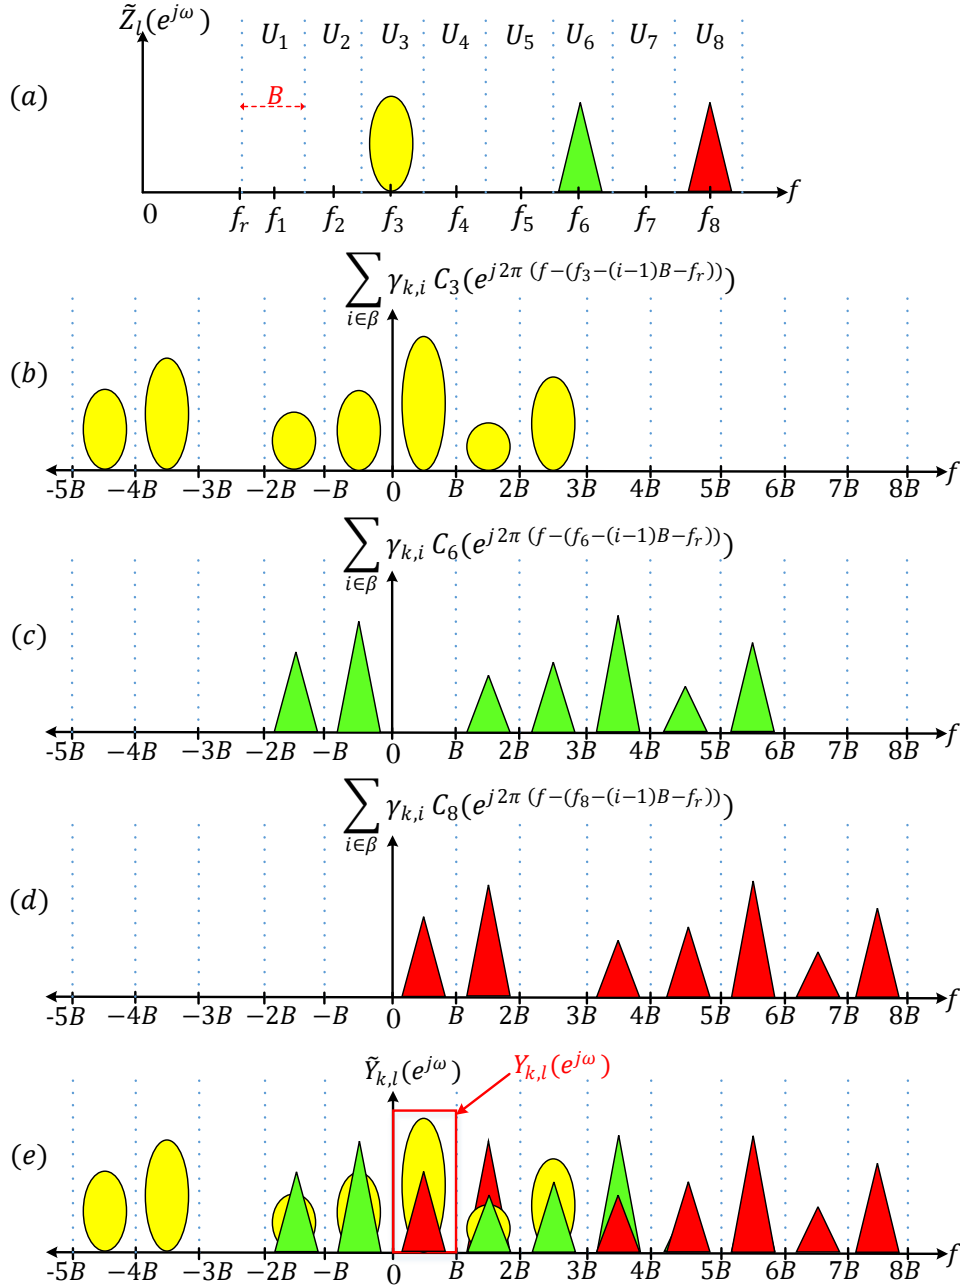 Z̃_l(e^{jω}) U_1 U_2 U_3 U_4 U_5 U_6 U_7 U_8
(a)
B
0 f_r f_1 f_2 f_3 f_4 f_5 f_6 f_7 f_8 f
∑_{i∈β} γ_{k,i} C_3(e^{j2π (f−(f_3−(i−1)B−f_r))})
(b)
-5B −4B −3B −2B -B 0 B 2B 3B 4B 5B 6B 7B 8B f
∑_{i∈β} γ_{k,i} C_6(e^{j2π (f−(f_6−(i−1)B−f_r))})
(c)
-5B −4B −3B −2B -B 0 B 2B 3B 4B 5B 6B 7B 8B f
∑_{i∈β} γ_{k,i} C_8(e^{j2π (f−(f_8−(i−1)B−f_r))})
(d)
-5B −4B −3B −2B −B 0 B 2B 3B 4B 5B 6B 7B 8B f
Ỹ_{k,l}(e^{jω}) Y_{k,l}(e^{jω})
(e)
-5B −4B −3B −2B -B 0 B 2B 3B 4B 5B 6B 7B 8B f